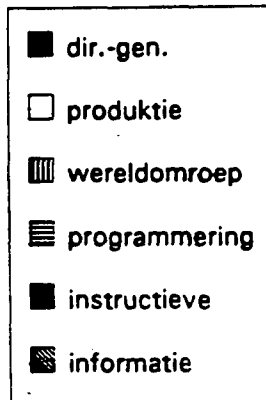 dir.-gen.
produktie
wereldomroep
programmering
instructieve
informatie